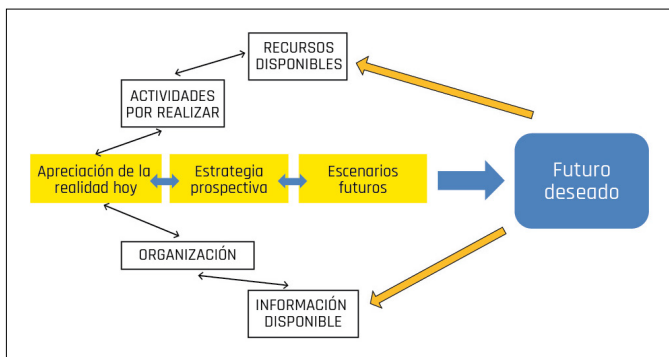 RECURSOS
DISPONIBLES
ACTIVIDADES
POR REALIZAR
Apreciación de la
realidad hoy
Estrategia
prospectiva
Escenarios
futuros
Futuro
deseado
ORGANIZACIÓN
INFORMACIÓN
DISPONIBLE